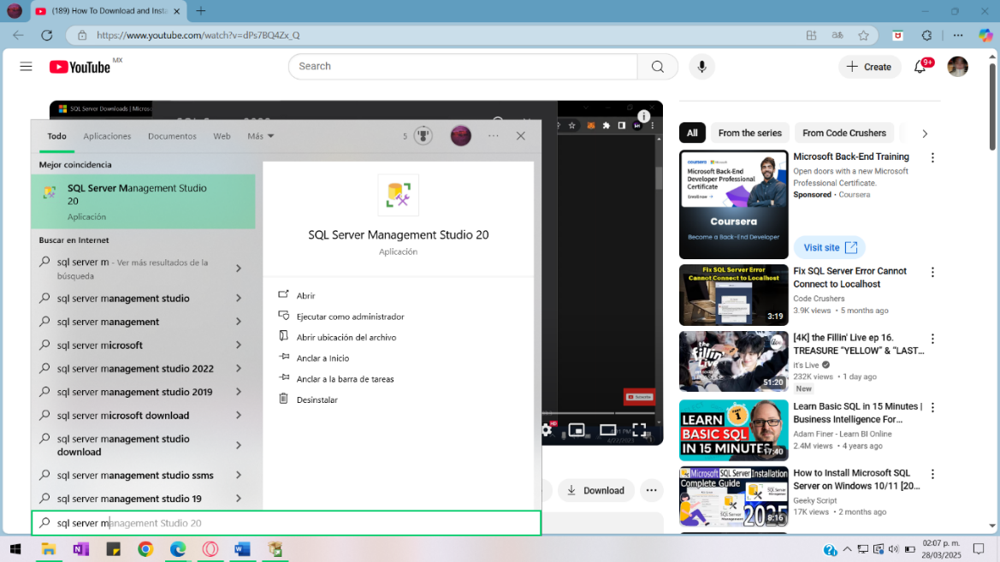 (189) How To Download and Insta
https://www.youtube.com/watch?v=dPs7BQ4Zx_Q
YouTube MX
Search
Create
9+
SQL Server Downloads | Micros
Todo
Aplicaciones
Documentos
Web
Más
5
Mejor coincidencia
SQL Server Management Studio
20
Aplicación
Buscar en Internet
sql server m - Ver más resultados de la
búsqueda
sql server management studio
sql server management
sql server microsoft
sql server management studio 2022
sql server management studio 2019
sql server microsoft download
sql server management studio
download
sql server management studio ssms
sql server management studio 19
sql server management Studio 20
SQL Server Management Studio 20
Aplicación
Abrir
Ejecutar como administrador
Abrir ubicación del archivo
Anclar a Inicio
Anclar a la barra de tareas
Desinstalar
Subscribe
HD
Download
All
From the series
From Code Crushers
coursera Microsoft
Microsoft Back-End
Developer Professional
Certificate
Enroll now
Coursera
Become a Back-End Developer
Microsoft Back-End Training
Open doors with a new Microsoft
Professional Certificate.
Sponsored • Coursera
Visit site
Fix SQL Server Error
Cannot Connect to Localhost
3:19
Fix SQL Server Error Cannot
Connect to Localhost
Code Crushers
3.9K views • 5 months ago
the
fillin'
Live
51:20
[4K] the Fillin' Live ep 16.
TREASURE “YELLOW” & “LAST...
it's Live
232K views • 1 day ago
New
PART 1
LEARN
BASIC SQL
IN 15 MINUTES
17:40
Learn Basic SQL in 15 Minutes |
Business Intelligence For...
Adam Finer - Learn BI Online
2.4M views • 4 years ago
Microsoft SQL Server Installation
Complete Guide
2025
8:16
How to Install Microsoft SQL
Server on Windows 10/11 [20...
Geeky Script
17K views • 2 months ago
02:07 p. m.
28/03/2025